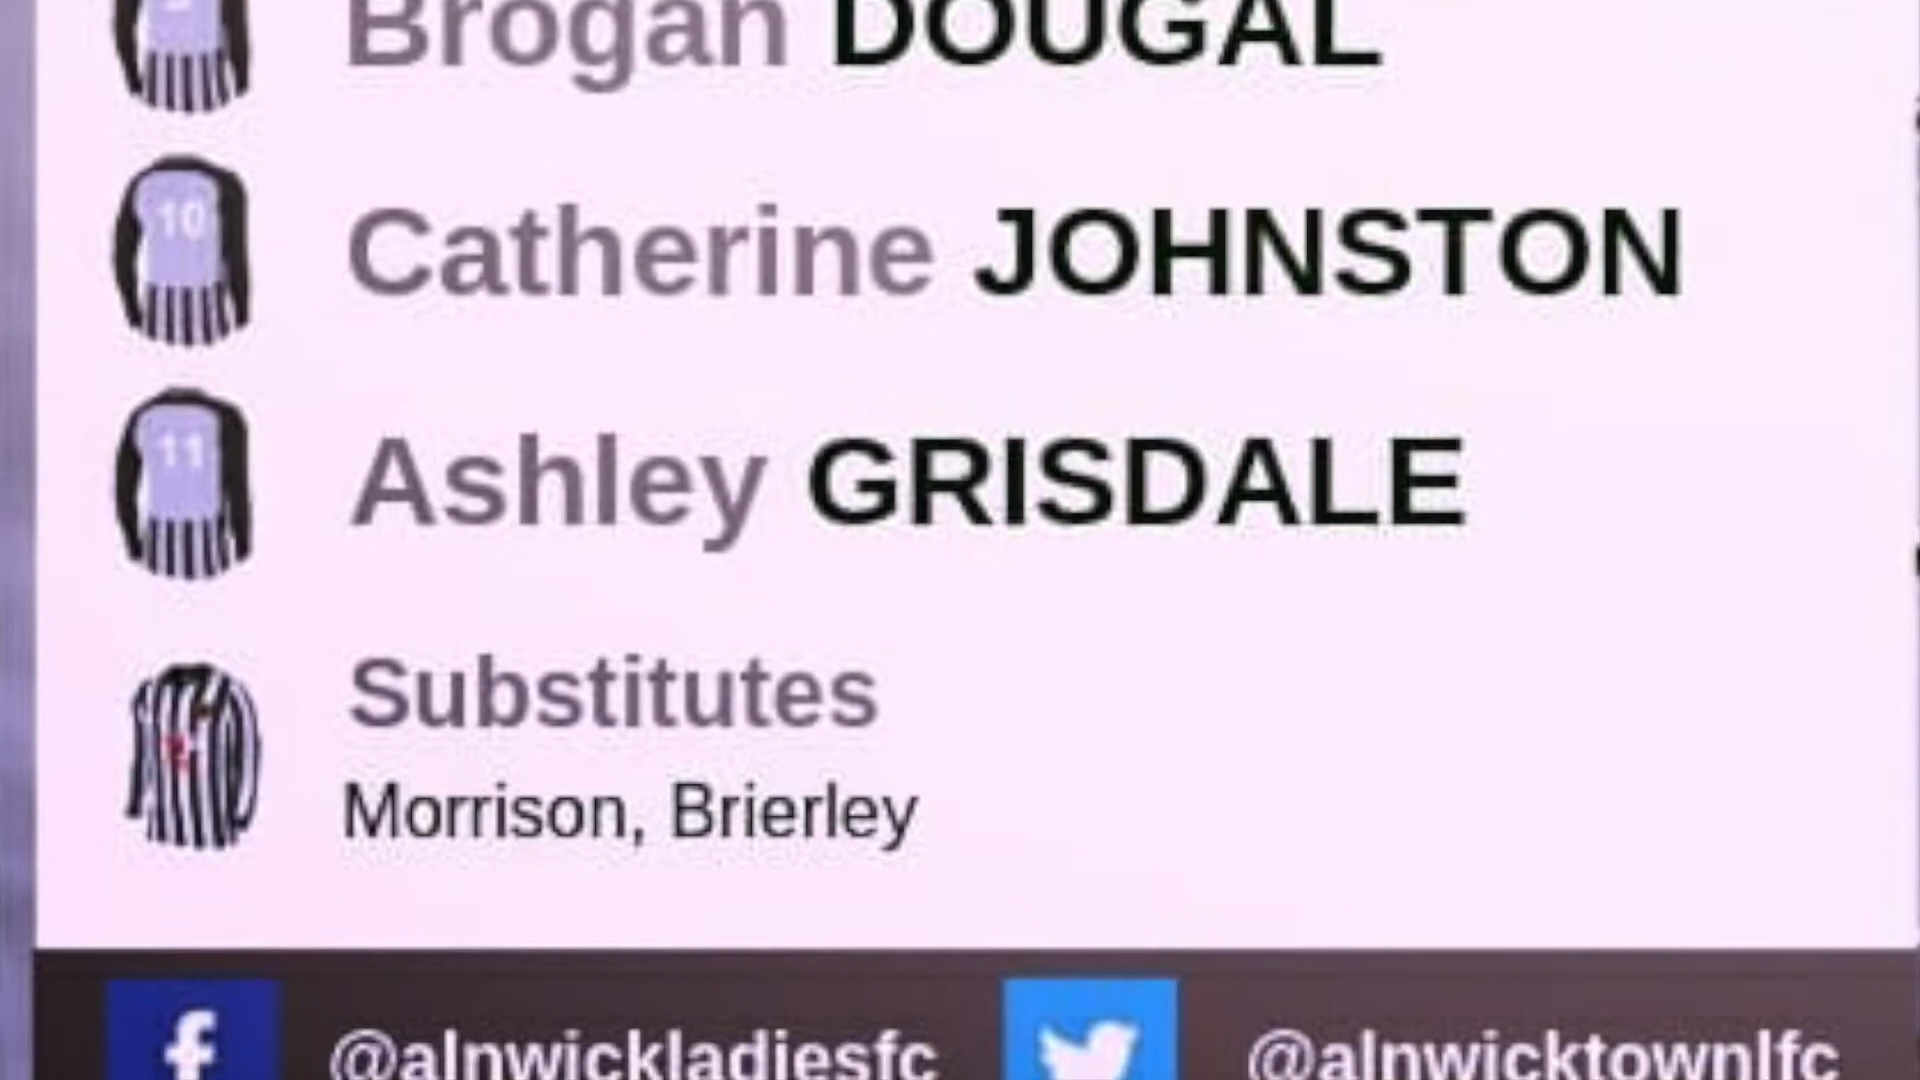 Brogan DOUGAL
10
Catherine JOHNSTON
11
Ashley GRISDALE
Substitutes
Morrison, Brierley
@alnwickladiesfc
@alnwicktownlfc